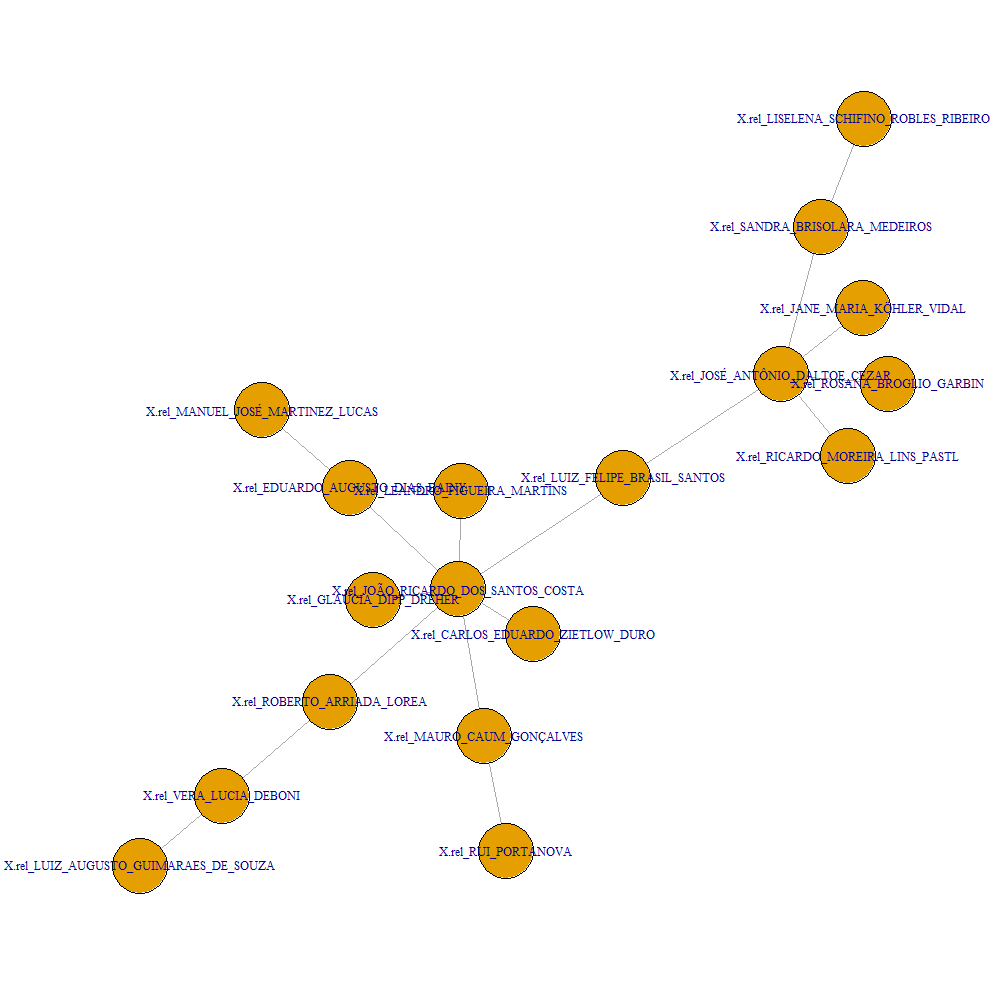 X.rel_LISELENA_SCHIFINO_ROBLES_RIBEIRO
X.rel_SANDRA_BRISOLARA_MEDEIROS
X.rel_JANE_MARIA_KÖHLER_VIDAL
X.rel_JOSÉ_ANTÔNIO_DALTOE_CEZAR
X.rel_ROSANA_BROGLIO_GARBIN
X.rel_MANUEL_JOSÉ_MARTINEZ_LUCAS
X.rel_RICARDO_MOREIRA_LINS_PASTL
X.rel_LUIZ_FELIPE_BRASIL_SANTOS
X.rel_EDUARDO_AUGUSTO_DIAS_BAINY
X.rel_LEANDRO_FIGUEIRA_MARTINS
X.rel_JOÃO_RICARDO_DOS_SANTOS_COSTA
X.rel_GLAUCIA_DIPP_DREHER
X.rel_CARLOS_EDUARDO_ZIETLOW_DURO
X.rel_ROBERTO_ARRIADA_LOREA
X.rel_MAURO_CAUM_GONÇALVES
X.rel_VERA_LUCIA_DEBONI
X.rel_RUI_PORTANOVA
X.rel_LUIZ_AUGUSTO_GUIMARAES_DE_SOUZA